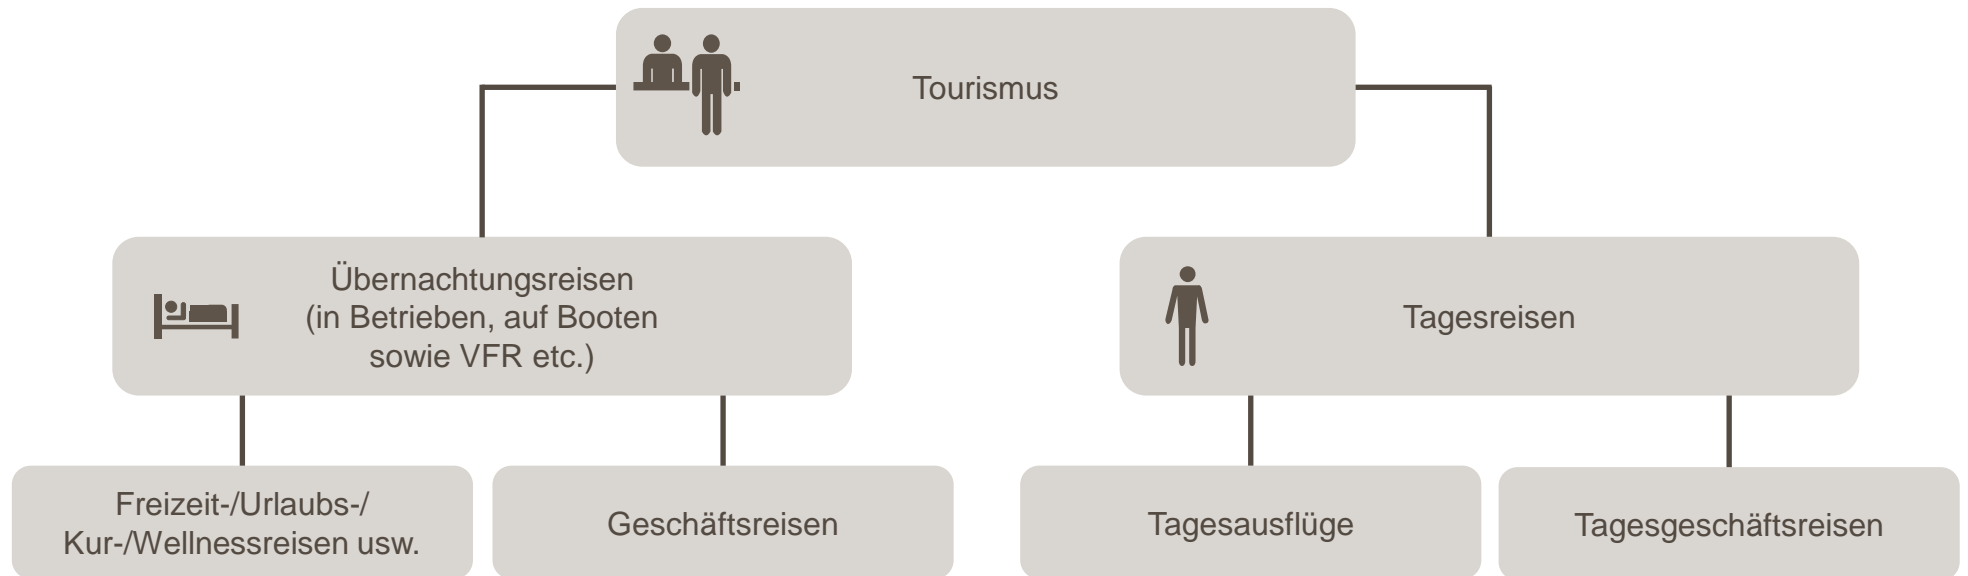 Tourismus
Übernachtungsreisen
(in Betrieben, auf Booten
sowie VFR etc.)
Tagesreisen
Freizeit-/Urlaubs-/
Kur-/Wellnessreisen usw.
Geschäftsreisen
Tagesausflüge
Tagesgeschäftsreisen